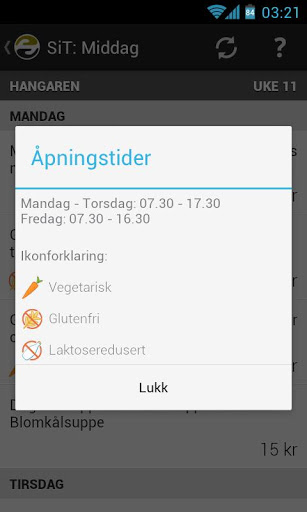 84 03:21
SiT: Middag
HANGAREN UKE 11
MANDAG
Åpningstider
Mandag - Torsdag: 07.30 - 17.30
Fredag: 07.30 - 16.30
Ikonforklaring:
Vegetarisk
Glutenfri
Laktoseredusert
Lukk
Blomkålsuppe
15 kr
TIRSDAG